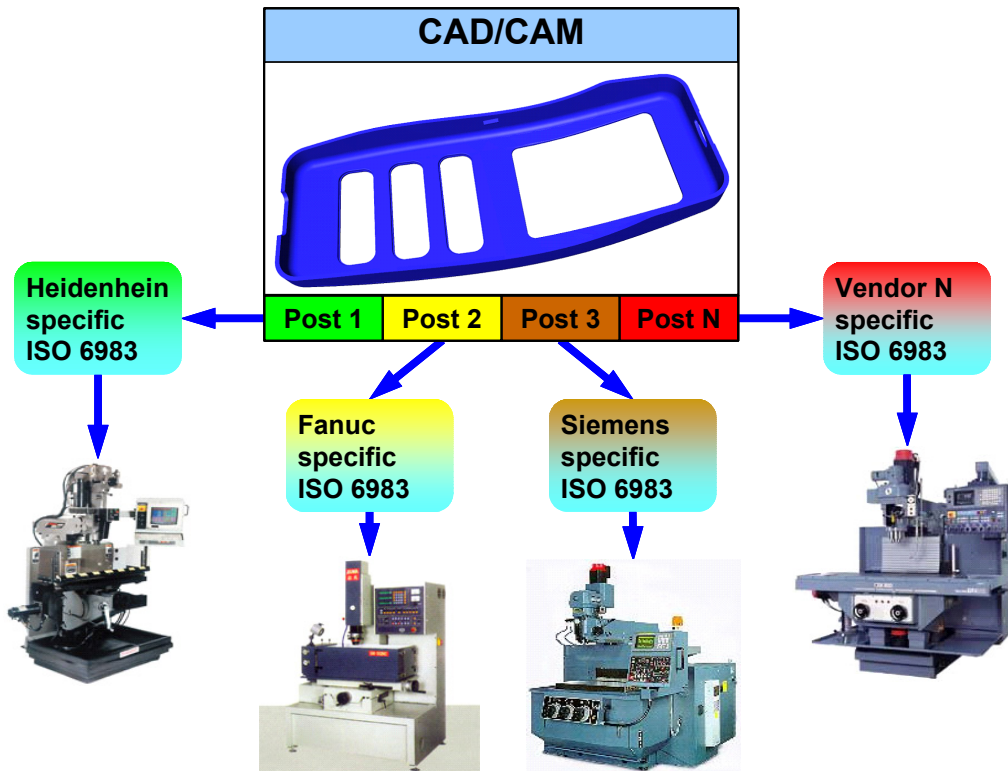 CAD/CAM
Post 1
Post 2
Post 3
Post N
Heidenhein
specific
ISO 6983
Vendor N
specific
ISO 6983
Fanuc
specific
ISO 6983
Siemens
specific
ISO 6983